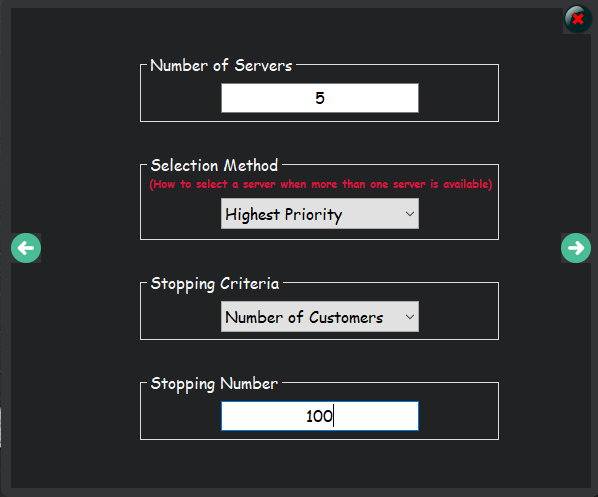 Number of Servers
5
Selection Method
(How to select a server when more than one server is available)
Highest Priority
Stopping Criteria
Number of Customers
Stopping Number
100